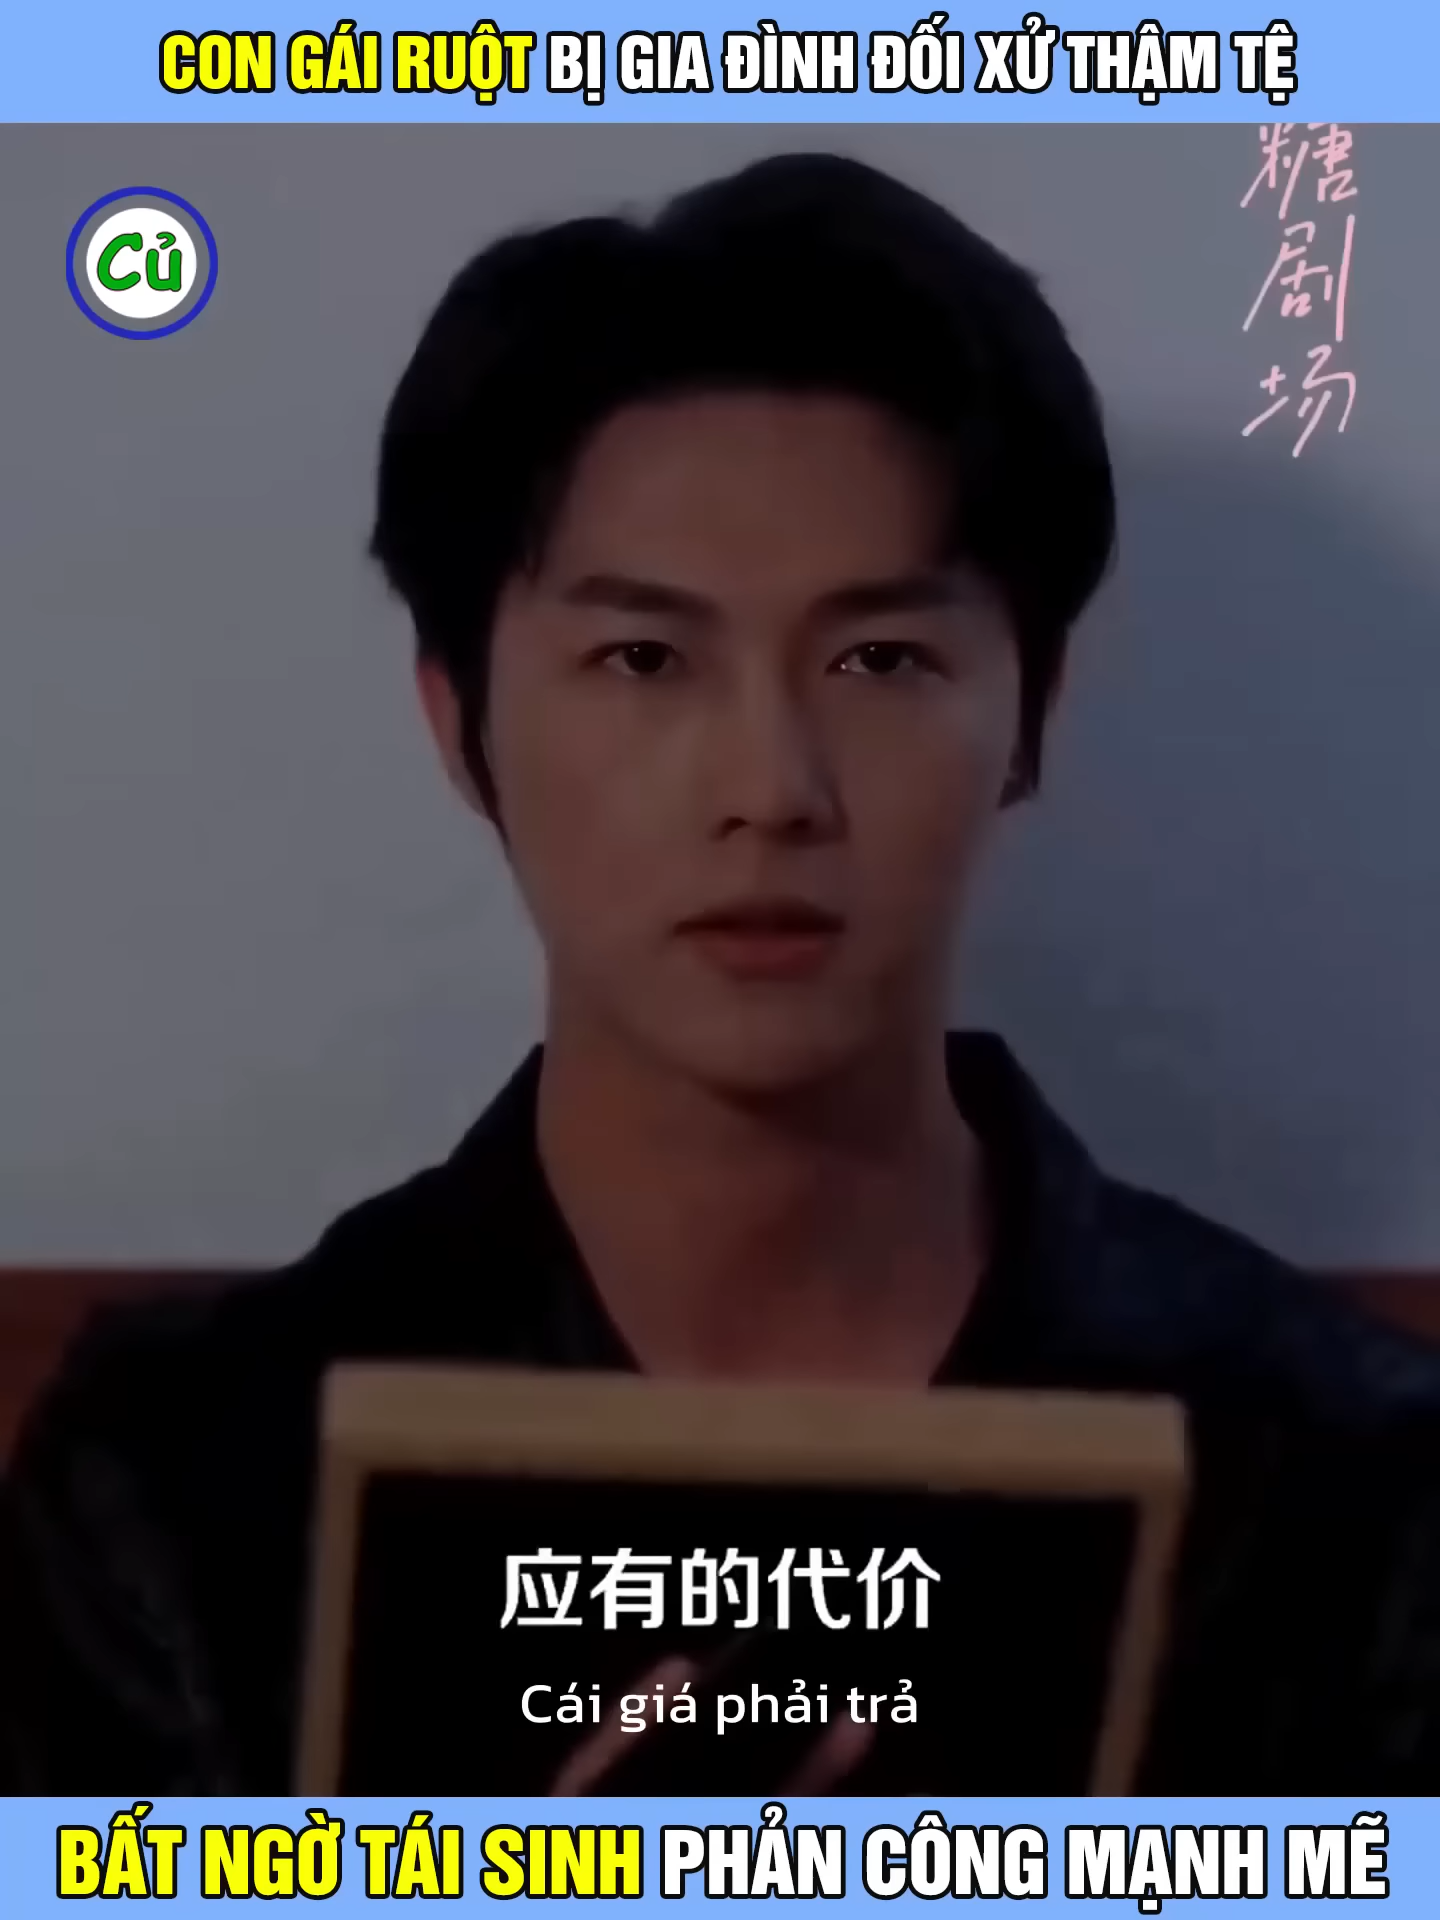 CON GÁI RUỘT BỊ GIA ĐÌNH ĐỐI XỬ THẬM TỆ
Củ
糖剧场
应有的代价
Cái giá phải trả
BẤT NGỜ TÁI SINH PHẢN CÔNG MẠNH MẼ